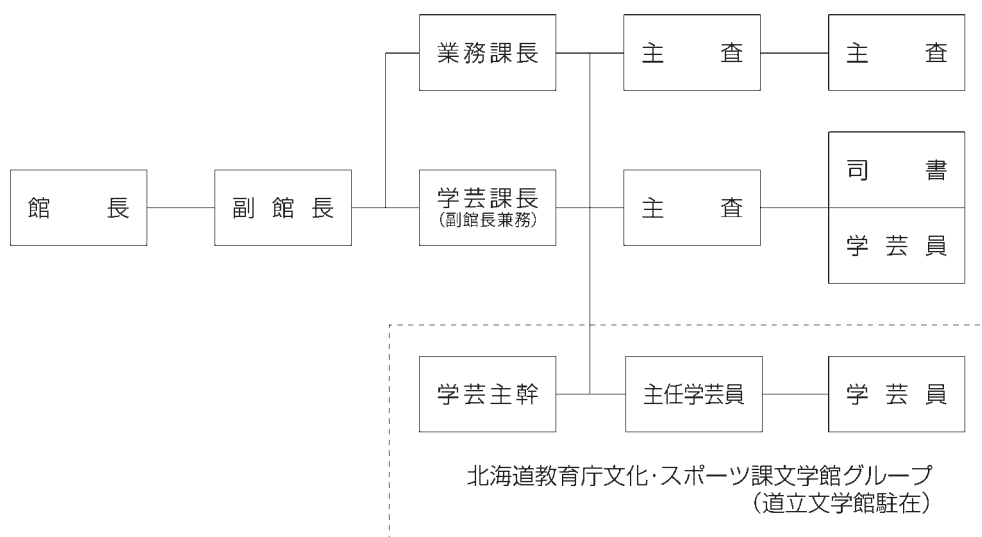 業務課長
主査
主査
館長
副館長
学芸課長
(副館長兼務)
主査
司書
学芸員
学芸主幹
主任学芸員
学芸員
北海道教育庁文化・スポーツ課文学館グループ
(道立文学館駐在)